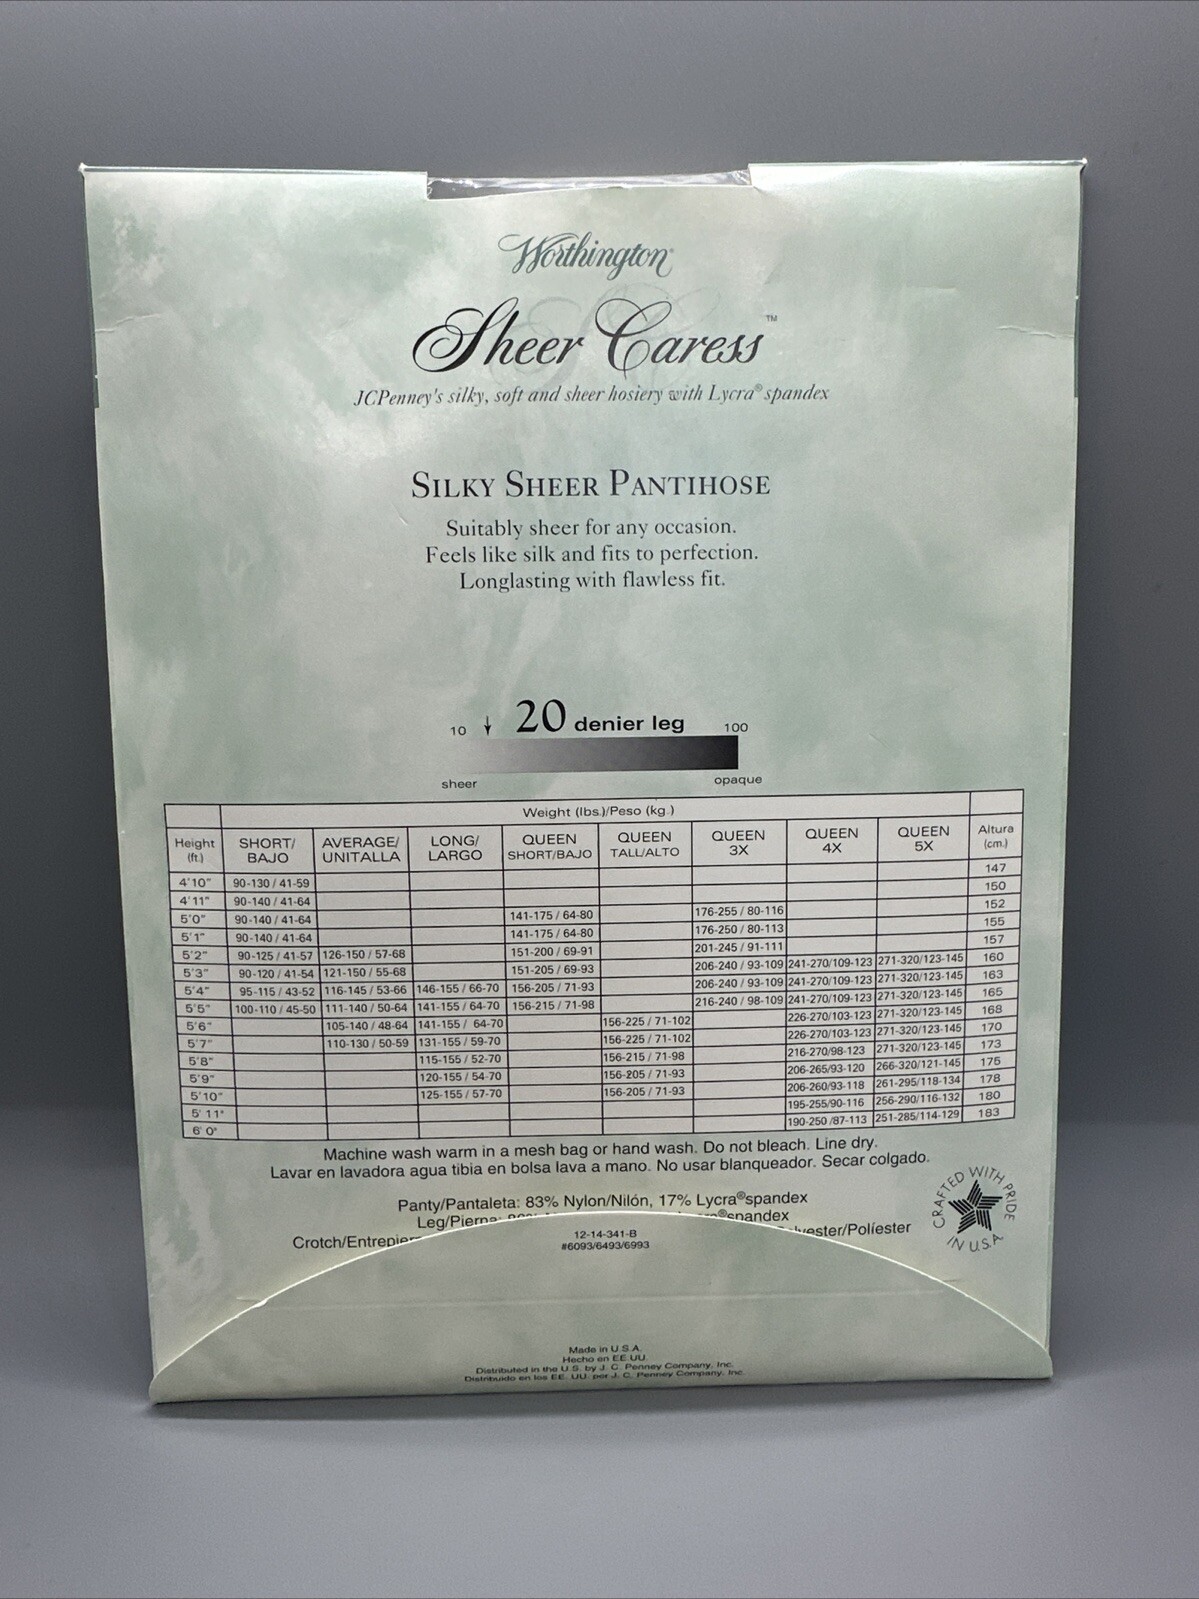 Worthington®
Sheer Caress™
JCPenney's silky, soft and sheer hosiery with Lycra® spandex
SILKY SHEER PANTIHOSE
Suitably sheer for any occasion.
Feels like silk and fits to perfection.
Longlasting with flawless fit.
10 ↓ 20 denier leg 100
sheer opaque
Weight (lbs.)/Peso (kg.)
Height (ft.) SHORT/BAJO AVERAGE/UNITALLA LONG/LARGO QUEEN SHORT/BAJO QUEEN TALL/ALTO QUEEN 3X QUEEN 4X QUEEN 5X Altura (cm.)
4'10" 90-130 / 41-59 147
4'11" 90-140 / 41-64 150
5'0" 90-140 / 41-64 141-175 / 64-80 176-255 / 80-116 152
5'1" 90-140 / 41-64 141-175 / 64-80 176-250 / 80-113 155
5'2" 90-125 / 41-57 126-150 / 57-68 151-200 / 69-91 201-245 / 91-111 157
5'3" 90-120 / 41-54 121-150 / 55-68 151-205 / 69-93 206-240 / 93-109 241-270/109-123 271-320/123-145 160
5'4" 95-115 / 43-52 116-145 / 53-66 146-155 / 66-70 156-205 / 71-93 206-240 / 93-109 241-270/109-123 271-320/123-145 163
5'5" 100-110 / 45-50 111-140 / 50-64 141-155 / 64-70 156-215 / 71-98 216-240 / 98-109 241-270/109-123 271-320/123-145 165
5'6" 105-140 / 48-64 141-155 / 64-70 156-225 / 71-102 226-270/103-123 271-320/123-145 168
5'7" 110-130 / 50-59 131-155 / 59-70 156-225 / 71-102 226-270/103-123 271-320/123-145 170
5'8" 115-155 / 52-70 156-215 / 71-98 216-270/98-123 271-320/123-145 173
5'9" 120-155 / 54-70 156-205 / 71-93 206-265/93-120 266-320/121-145 175
5'10" 125-155 / 57-70 156-205 / 71-93 206-260/93-118 261-295/118-134 178
5' 11" 195-255/90-116 256-290/116-132 180
6' 0" 190-250 /87-113 251-285/114-129 183
Machine wash warm in a mesh bag or hand wash. Do not bleach. Line dry.
Lavar en lavadora agua tibia en bolsa lava a mano. No usar blanqueador. Secar colgado.
Panty/Pantaleta: 83% Nylon/Nilón, 17% Lycra®spandex
Leg/Pierna: ®spandex
Crotch/Entrepier Polyester/Políester
CRAFTED WITH PRIDE IN U.S.A.
12-14-341-B
#6093/6493/6993
Made in U.S.A.
Hecho en EE.UU.
Distributed in the U.S. by J. C. Penney Company, Inc.
Distribuido en los EE. UU. por J. C. Penney Company, Inc.